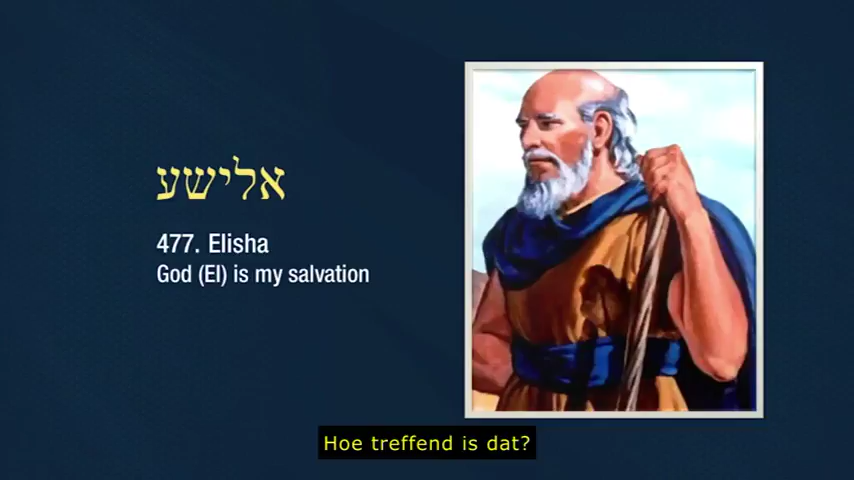 אלישע
477. Elisha
God (El) is my salvation
Hoe treffend is dat?